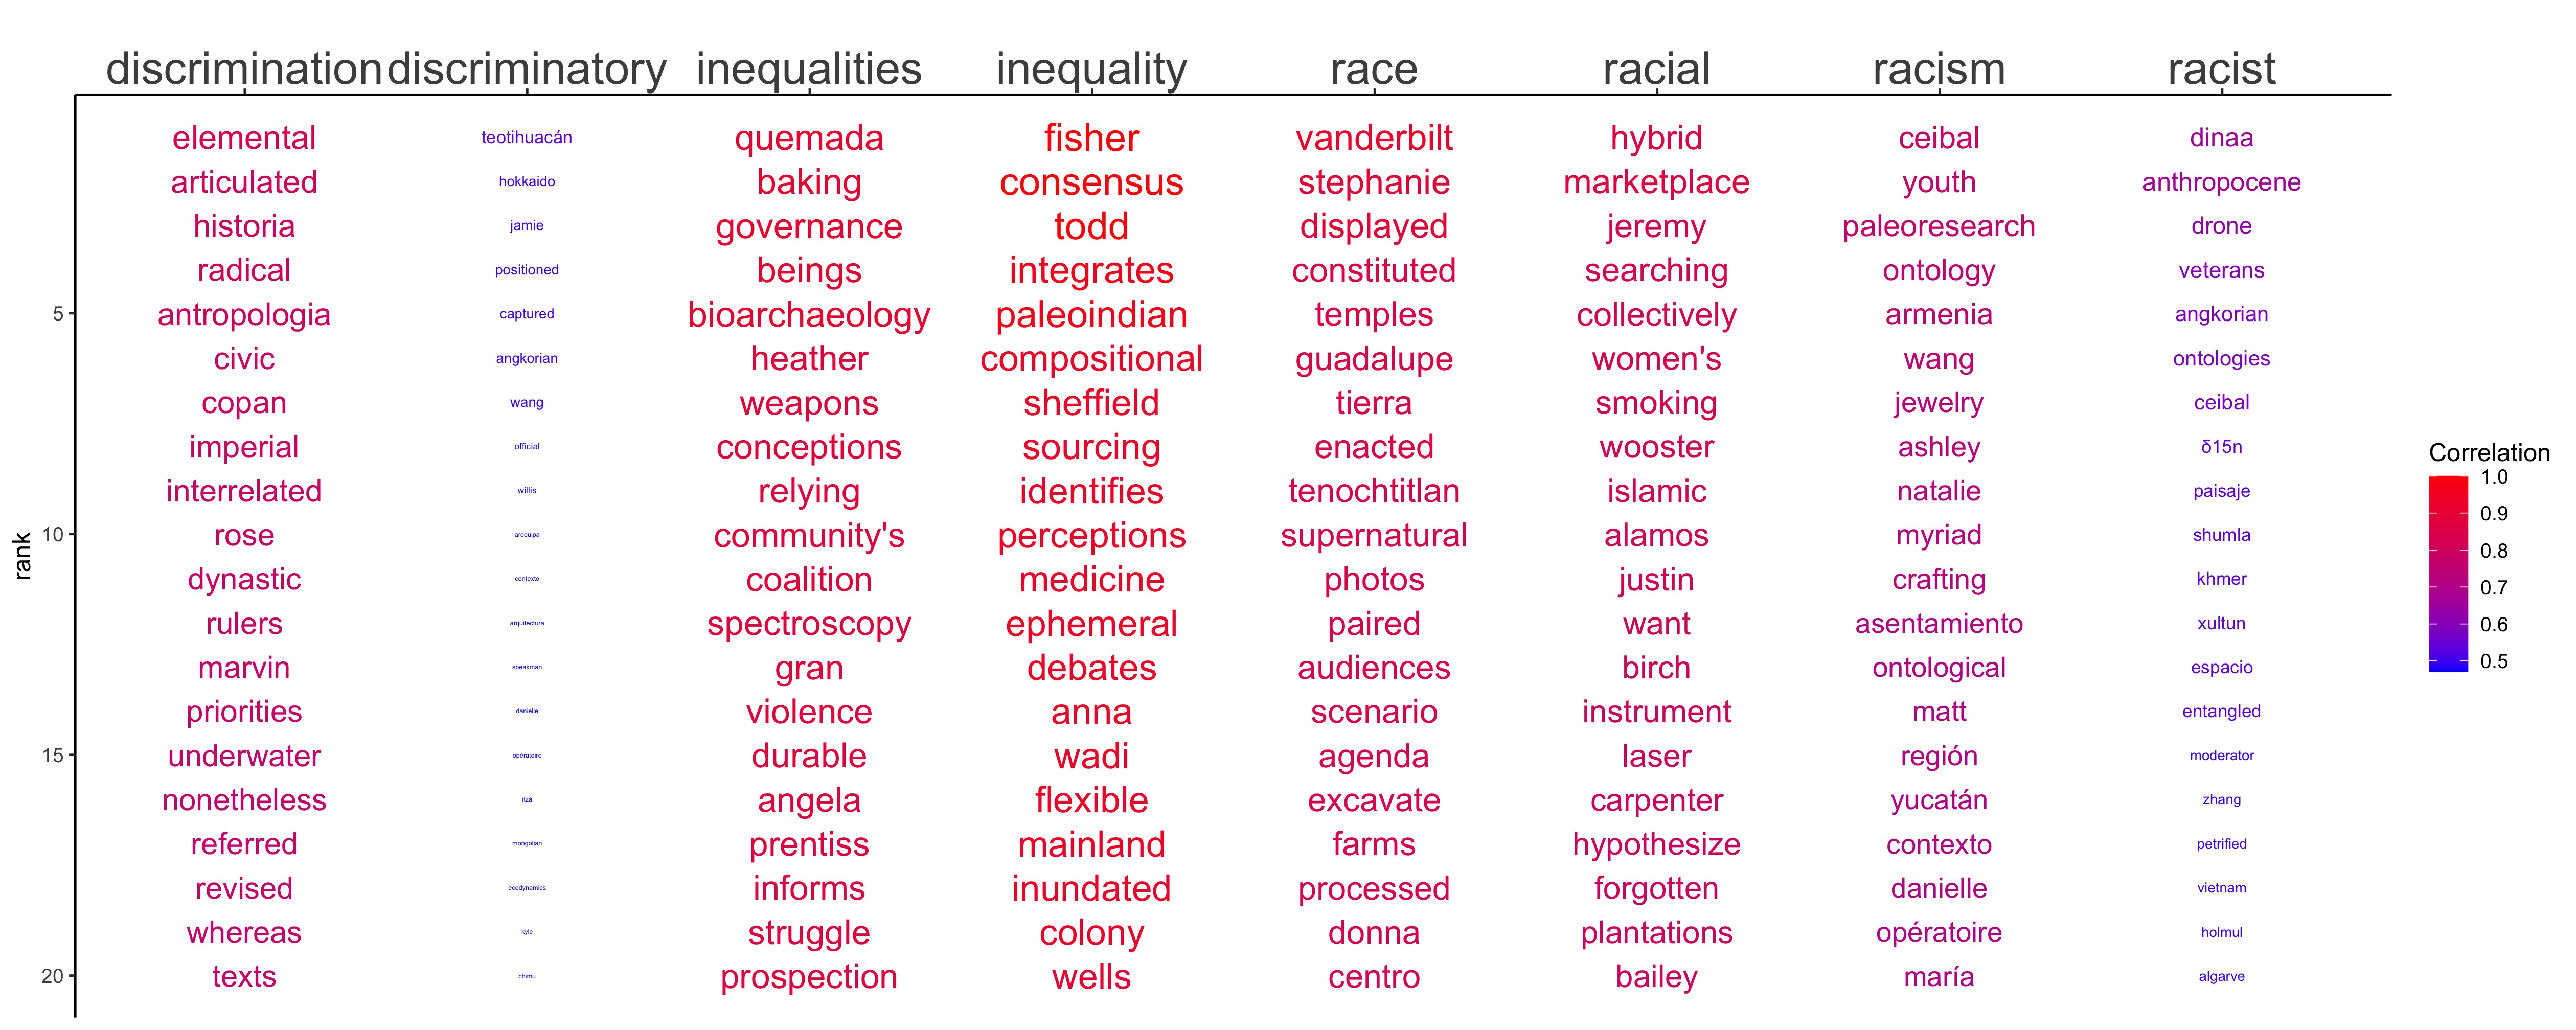 discrimination discriminatory inequalities inequality race racial racism racist
elemental teotihuacán quemada fisher vanderbilt hybrid ceibal dinaa
articulated hokkaido baking consensus stephanie marketplace youth anthropocene
historia jamie governance todd displayed jeremy paleoresearch drone
radical positioned beings integrates constituted searching ontology veterans
5 antropologia captured bioarchaeology paleoindian temples collectively armenia angkorian
civic angkorian heather compositional guadalupe women's wang ontologies
copan wang weapons sheffield tierra smoking jewelry ceibal
imperial official conceptions sourcing enacted wooster ashley δ15n
interrelated willis relying identifies tenochtitlan islamic natalie paisaje
10 rose arequipa community's perceptions supernatural alamos myriad shumla
dynastic contexto coalition medicine photos justin crafting khmer
rulers arquitectura spectroscopy ephemeral paired want asentamiento xultun
marvin speakman gran debates audiences birch ontological espacio
priorities danielle violence anna scenario instrument matt entangled
15 underwater opératoire durable wadi agenda laser región moderator
nonetheless itzá angela flexible excavate carpenter yucatán zhang
referred mongolian prentiss mainland farms hypothesize contexto petrified
revised ecodynamics informs inundated processed forgotten danielle vietnam
whereas kyle struggle colony donna plantations opératoire holmul
20 texts chimú prospection wells centro bailey maría algarve
rank
Correlation
1.0
0.9
0.8
0.7
0.6
0.5